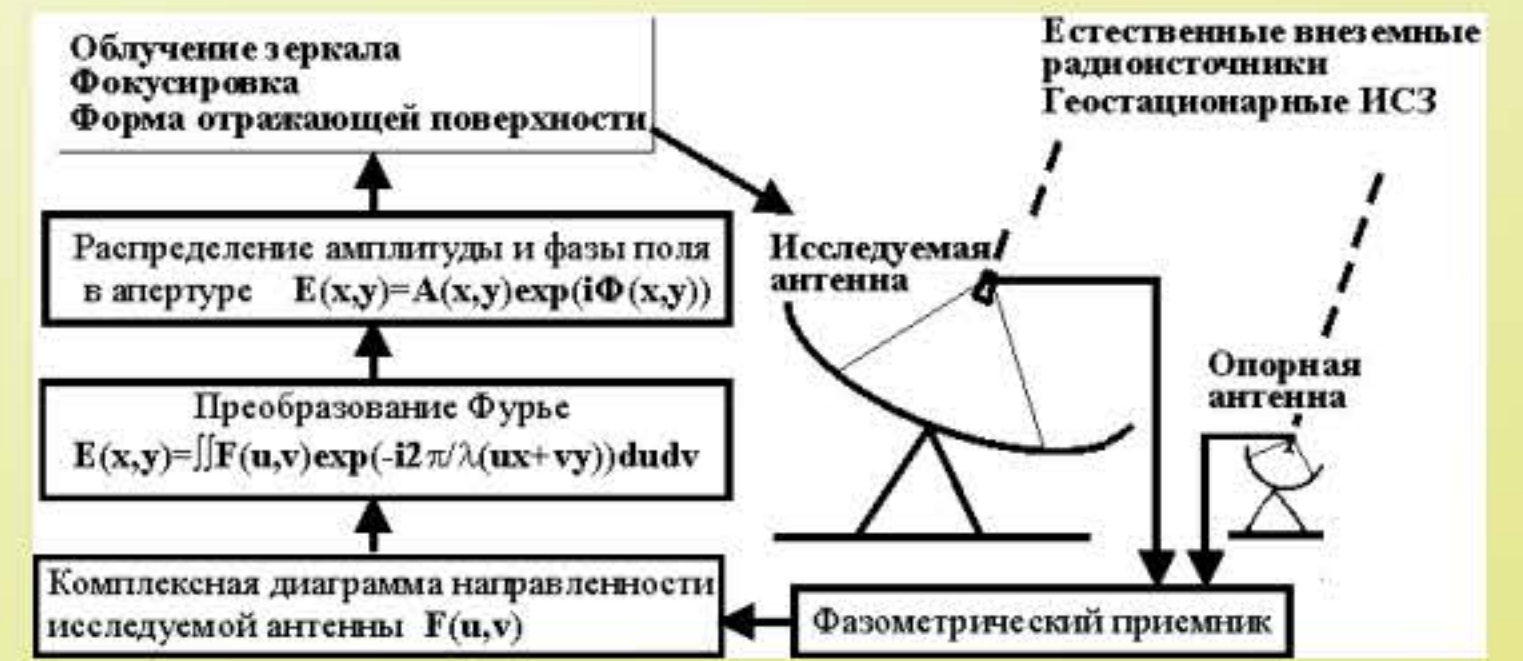 Облучение зеркала
Фокусировка
Форма отражающей поверхности
Естественные внеземные
радиоисточники
Геостационарные ИСЗ
Распределение амплитуды и фазы поля
в апертуре E(x,y)=A(x,y)exp(iФ(x,y))
Исследуемая
антенна
Преобразование Фурье
E(x,y)=∬F(u,v)exp(-i2π/λ(ux+vy))dudv
Опорная
антенна
Комплексная диаграмма направленности
исследуемой антенны F(u,v)
Фазометрический приемник